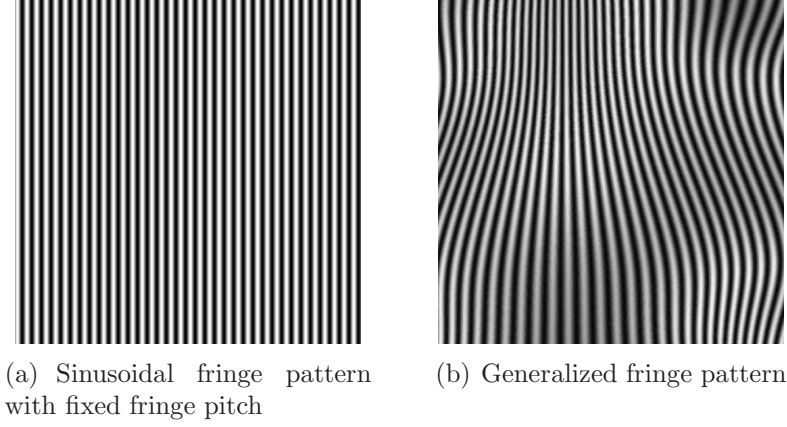 (a) Sinusoidal fringe pattern
with fixed fringe pitch
(b) Generalized fringe pattern